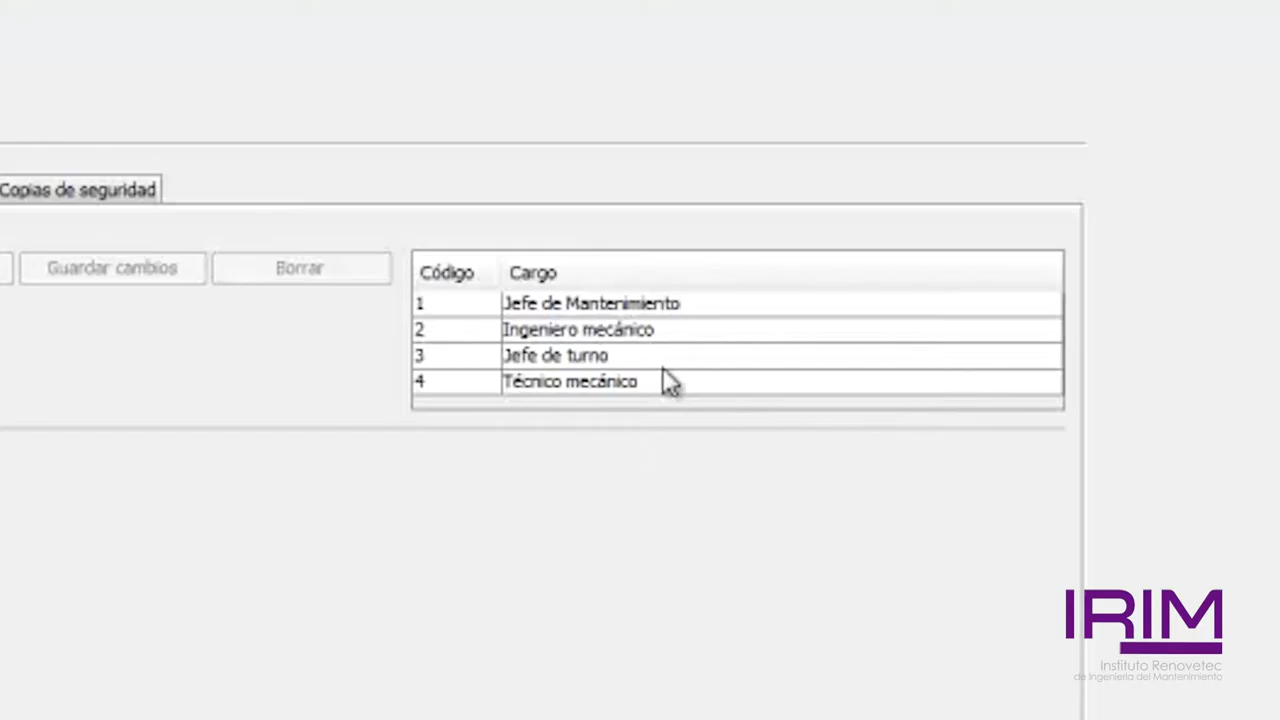 Copias de seguridad
Guardar cambios
Borrar
Código Cargo
1 Jefe de Mantenimiento
2 Ingeniero mecánico
3 Jefe de turno
4 Técnico mecánico
IRIM
Instituto Renovetec
de Ingeniería del Mantenimiento